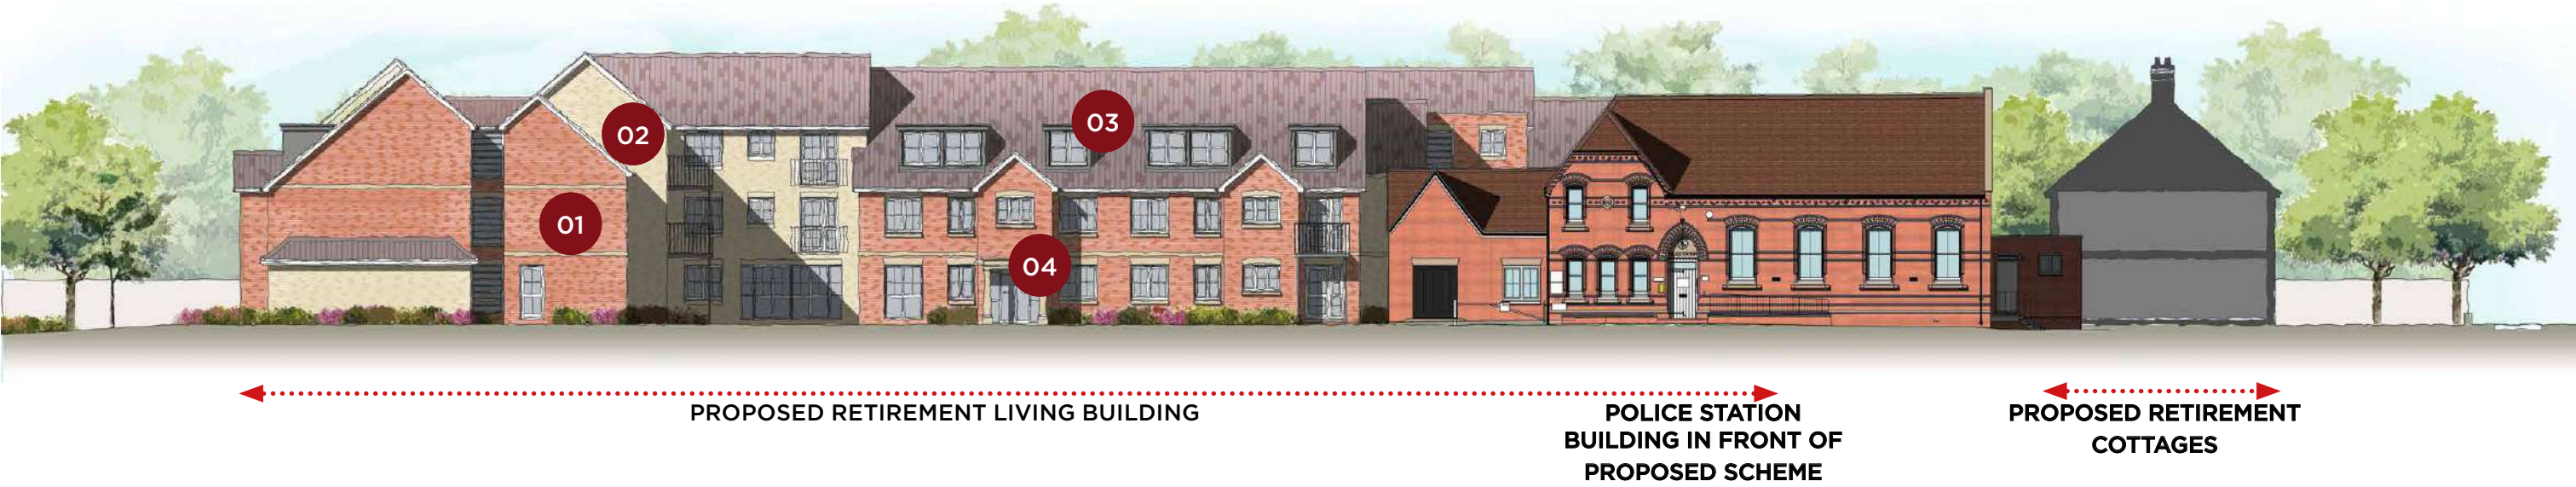 02
03
01
04
PROPOSED RETIREMENT LIVING BUILDING
POLICE STATION
BUILDING IN FRONT OF
PROPOSED SCHEME
PROPOSED RETIREMENT
COTTAGES